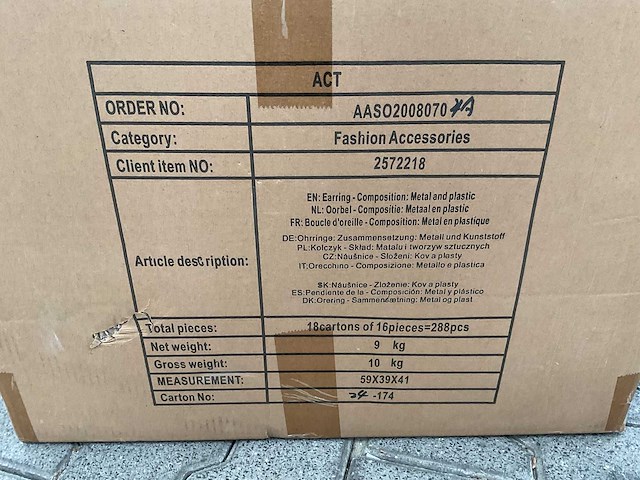 ACT
ORDER NO: AASO2008070
Category: Fashion Accessories
Client item NO: 2572218
Article description:
EN: Earring - Composition: Metal and plastic
NL: Oorbel - Compositie: Metaal en plastic
FR: Boucle d'oreille - Composition: Metal en plastique
DE:Ohrringe: Zusammensetzung: Metall und Kunststoff
PL:Kolczyk - Skład: Matalu i tworzyw sztucznych
CZ:Náušnice - Složení: Kov a plasty
IT:Orecchino - Composizione: Metallo e plastica
SK:Náušnice - Zloženie: Kov a plasty
ES:Pendiente de la - Composición: Metal y plástico
DK:Orering - Sammensætning: Metal og plast
Total pieces: 18cartons of 16pieces=288pcs
Net weight: 9 kg
Gross weight: 10 kg
MEASUREMENT: 59X39X41
Carton No: 24 -174